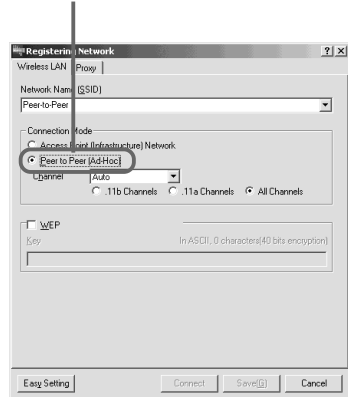 Registering Network
Wireless LAN Proxy
Network Name (SSID)
Peer-to-Peer
Connection Mode
Access Point (Infrastructure) Network
Peer to Peer (Ad-Hoc)
Channel Auto
.11b Channels .11a Channels All Channels
WEP
Key In ASCII, 0 characters(40 bits encryption)
Easy Setting Connect Save(G) Cancel